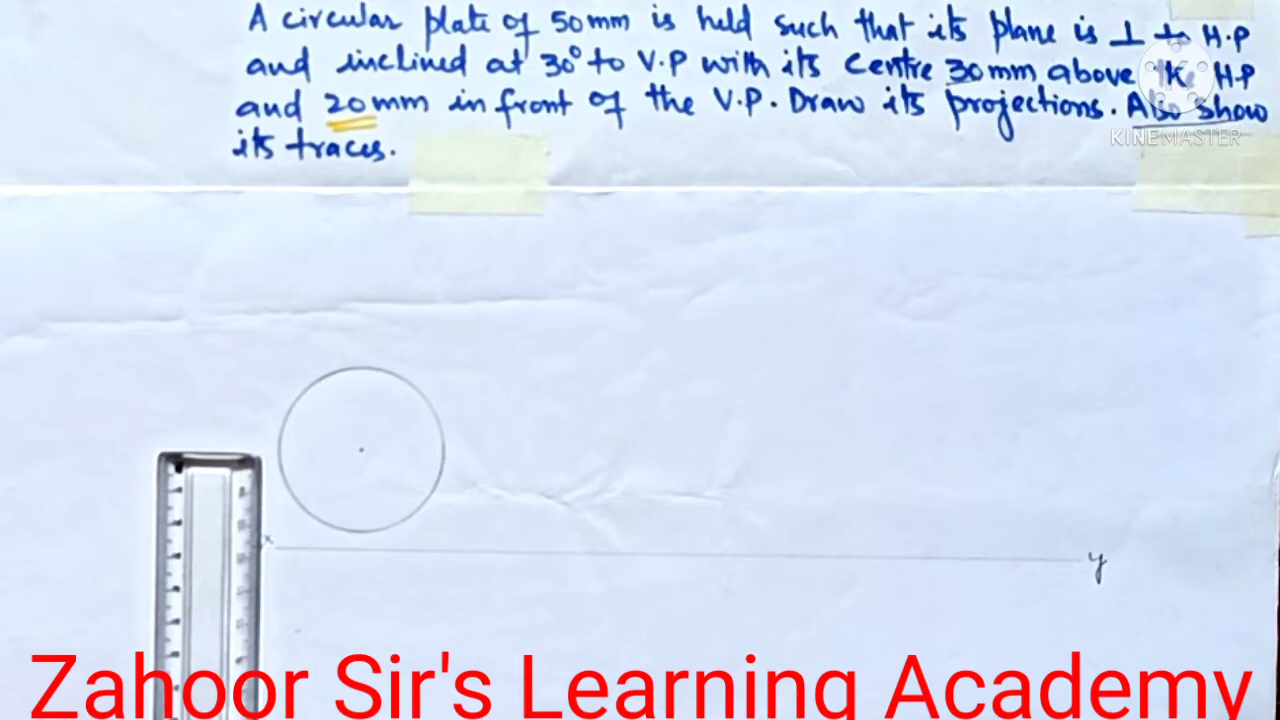 A circular plate of 50mm is held such that its plane is ⊥ to H.P
and inclined at 30° to V.P with its centre 30mm above H.P
and 20mm in front of the V.P. Draw its projections. Also show
its traces.
KINEMASTER
x
y
Zahoor Sir's Learning Academy